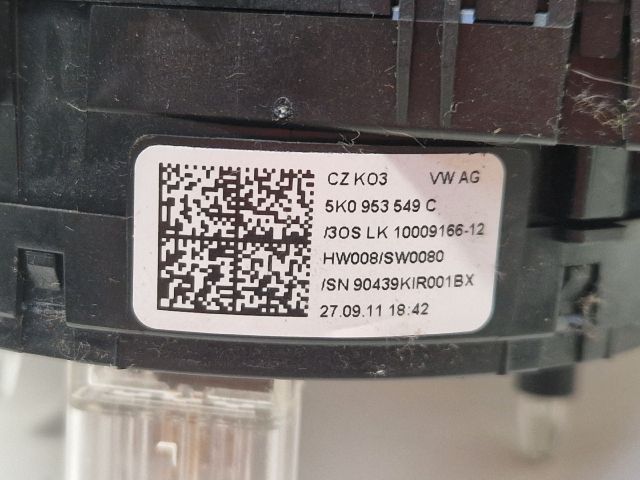 CZ KO3 VW AG
5K0 953 549 C
/3OS LK 10009166-12
HW008/SW0080
/SN 90439KIR001BX
27.09.11 18:42